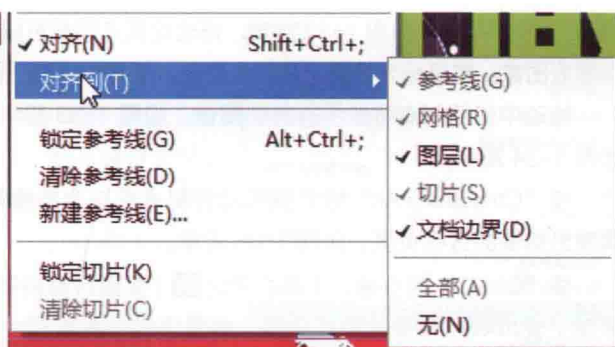 ✓对齐(N) Shift+Ctrl+;
对齐到(T)
锁定参考线(G) Alt+Ctrl+;
清除参考线(D)
新建参考线(E)...
锁定切片(K)
清除切片(C)
✓参考线(G)
✓网格(R)
✓图层(L)
✓切片(S)
✓文档边界(D)
全部(A)
无(N)